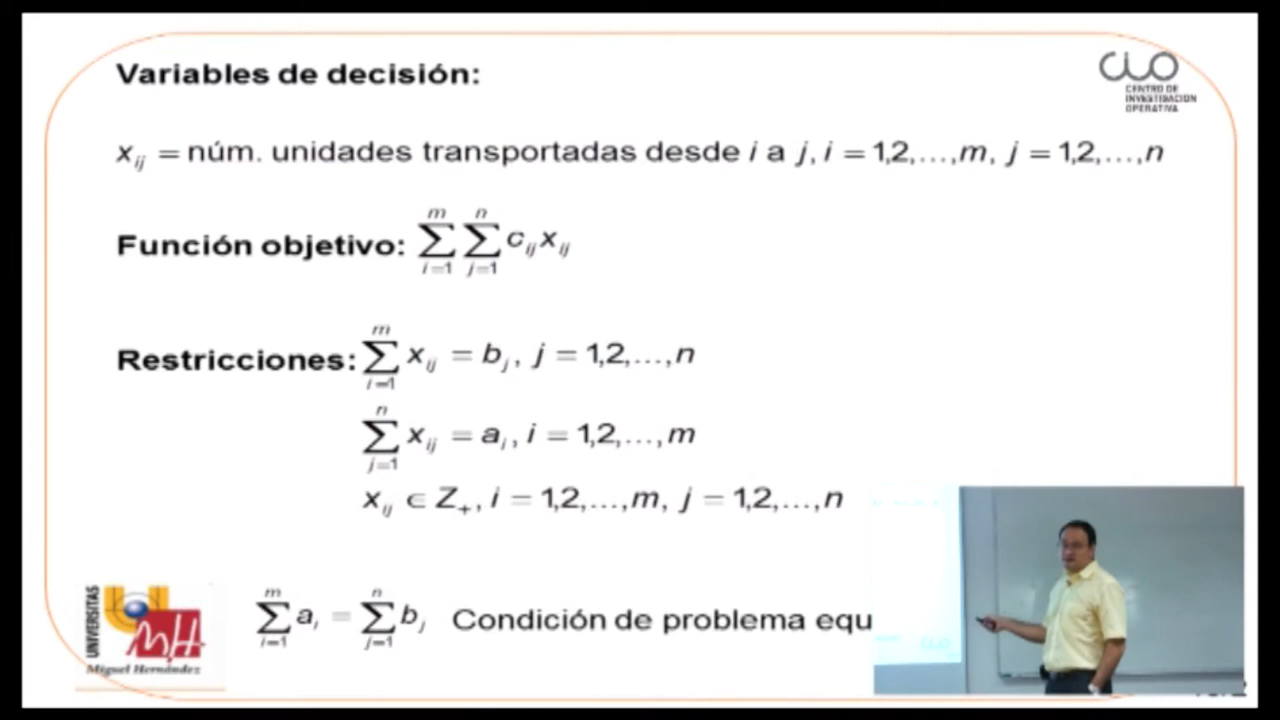 Variables de decisión:
CIO
CENTRO DE
INVESTIGACIÓN
OPERATIVA
x_ij = núm. unidades transportadas desde i a j, i = 1,2,…,m, j = 1,2,…,n
Función objetivo: ∑_{i=1}^{m} ∑_{j=1}^{n} c_ij x_ij
Restricciones: ∑_{i=1}^{m} x_ij = b_j, j = 1,2,…,n
∑_{j=1}^{n} x_ij = a_i, i = 1,2,…,m
x_ij ∈ Z_+, i = 1,2,…,m, j = 1,2,…,n
∑_{i=1}^{m} a_i = ∑_{j=1}^{n} b_j Condición de problema equ
UNIVERSITAS
Miguel Hernández